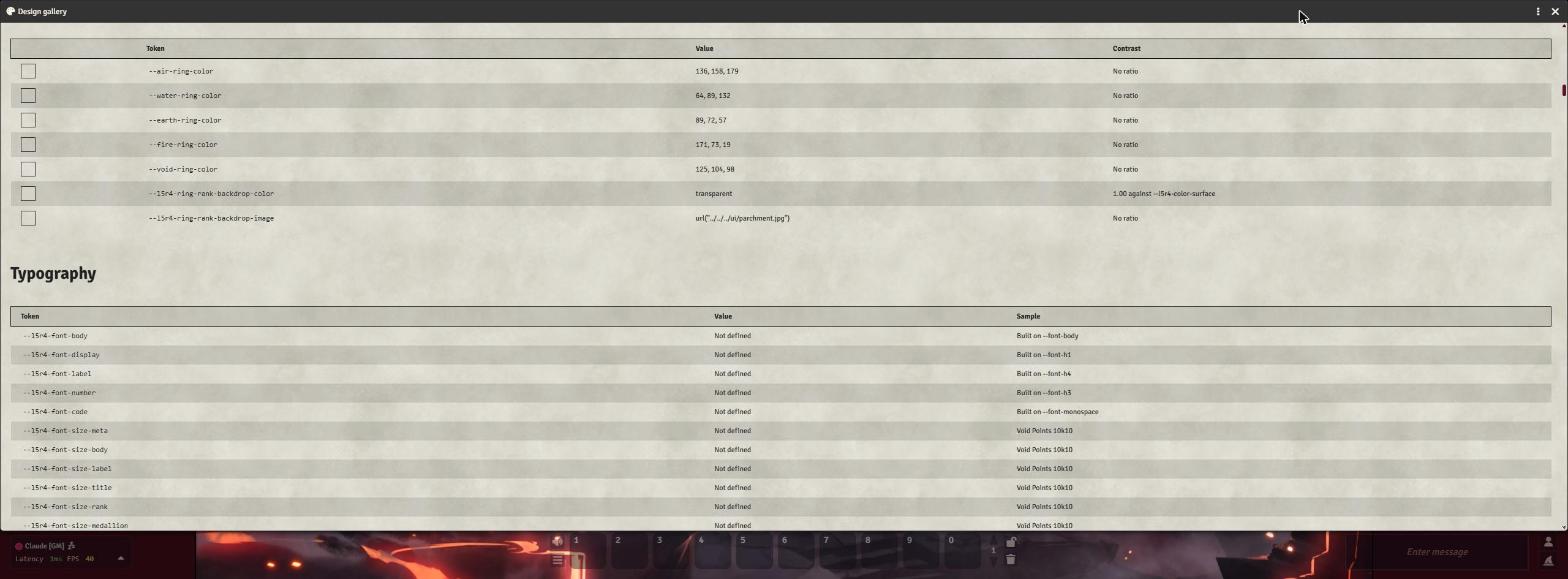 Design gallery
Token Value Contrast
--air-ring-color 136, 158, 179 No ratio
--water-ring-color 64, 89, 132 No ratio
--earth-ring-color 89, 72, 57 No ratio
--fire-ring-color 171, 73, 19 No ratio
--void-ring-color 125, 104, 98 No ratio
--l5r4-ring-rank-backdrop-color transparent 1.00 against --l5r4-color-surface
--l5r4-ring-rank-backdrop-image url("../../../ui/parchment.jpg") No ratio
Typography
Token Value Sample
--l5r4-font-body Not defined Built on --font-body
--l5r4-font-display Not defined Built on --font-h1
--l5r4-font-label Not defined Built on --font-h4
--l5r4-font-number Not defined Built on --font-h3
--l5r4-font-code Not defined Built on --font-monospace
--l5r4-font-size-meta Not defined Void Points 10k10
--l5r4-font-size-body Not defined Void Points 10k10
--l5r4-font-size-label Not defined Void Points 10k10
--l5r4-font-size-title Not defined Void Points 10k10
--l5r4-font-size-rank Not defined Void Points 10k10
--l5r4-font-size-medallion Not defined Void Points 10k10
Claude [GM]
Latency 1ms FPS 40
1 2 3 4 5 6 7 8 9 0
1
Enter message